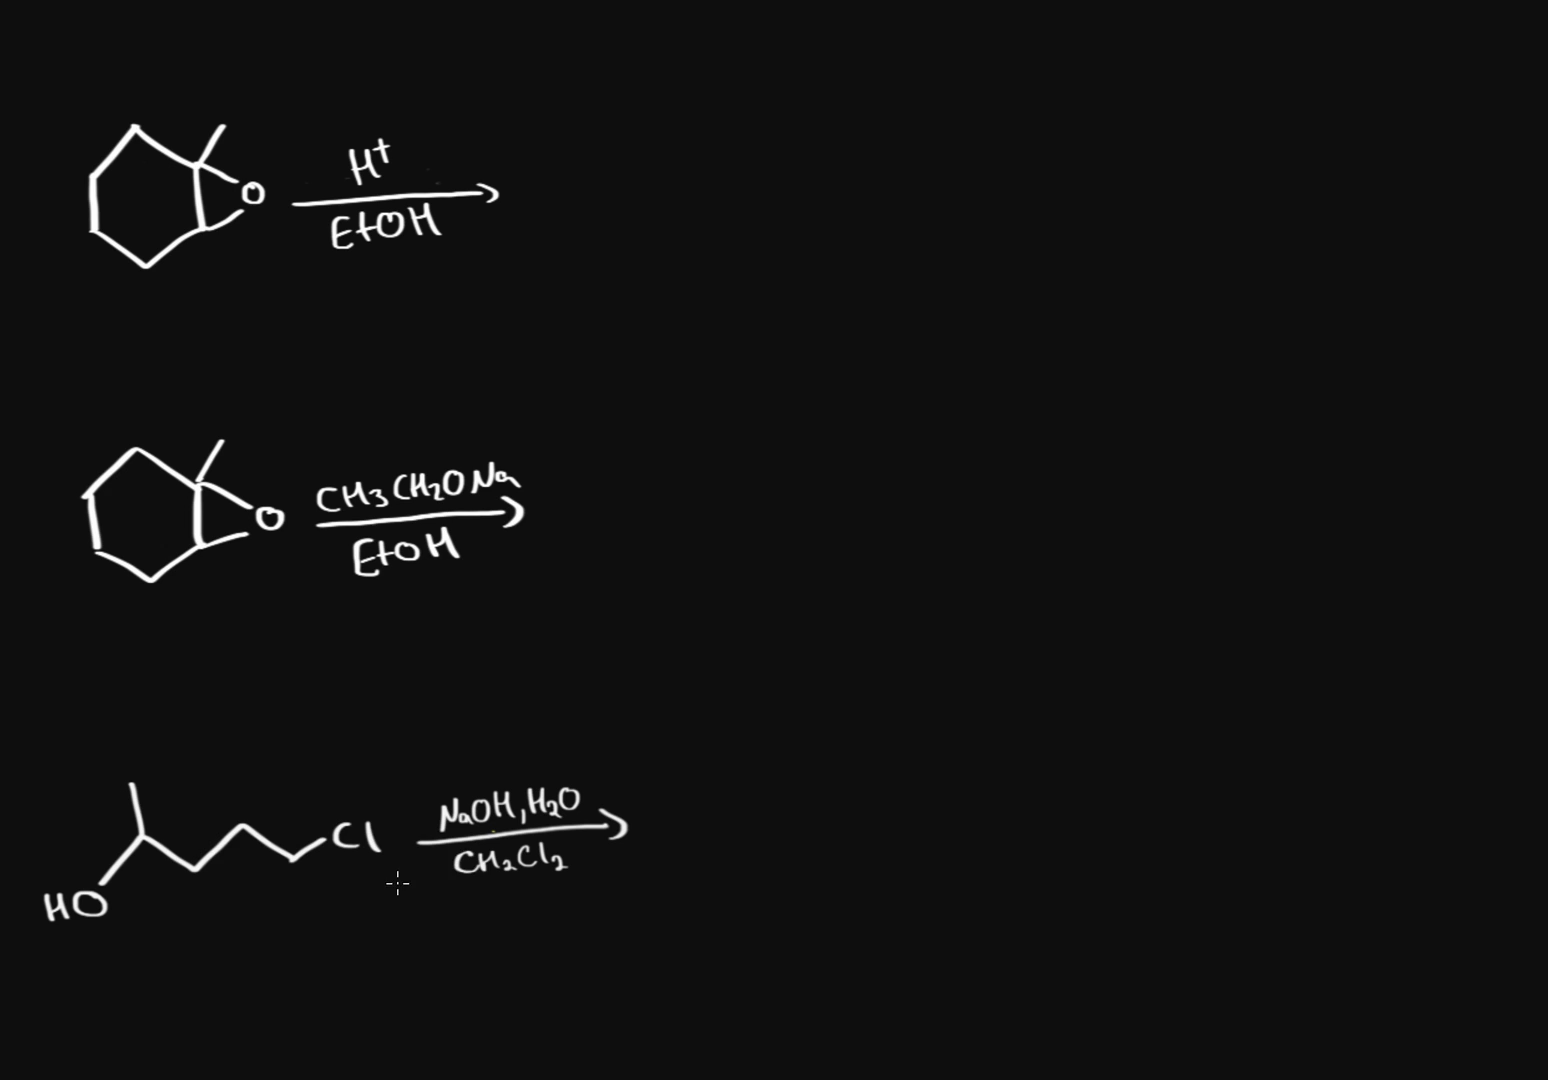 O
H⁺
EtOH
O
CH₃CH₂ONa
EtOH
HO
Cl
NaOH, H₂O
CH₂Cl₂